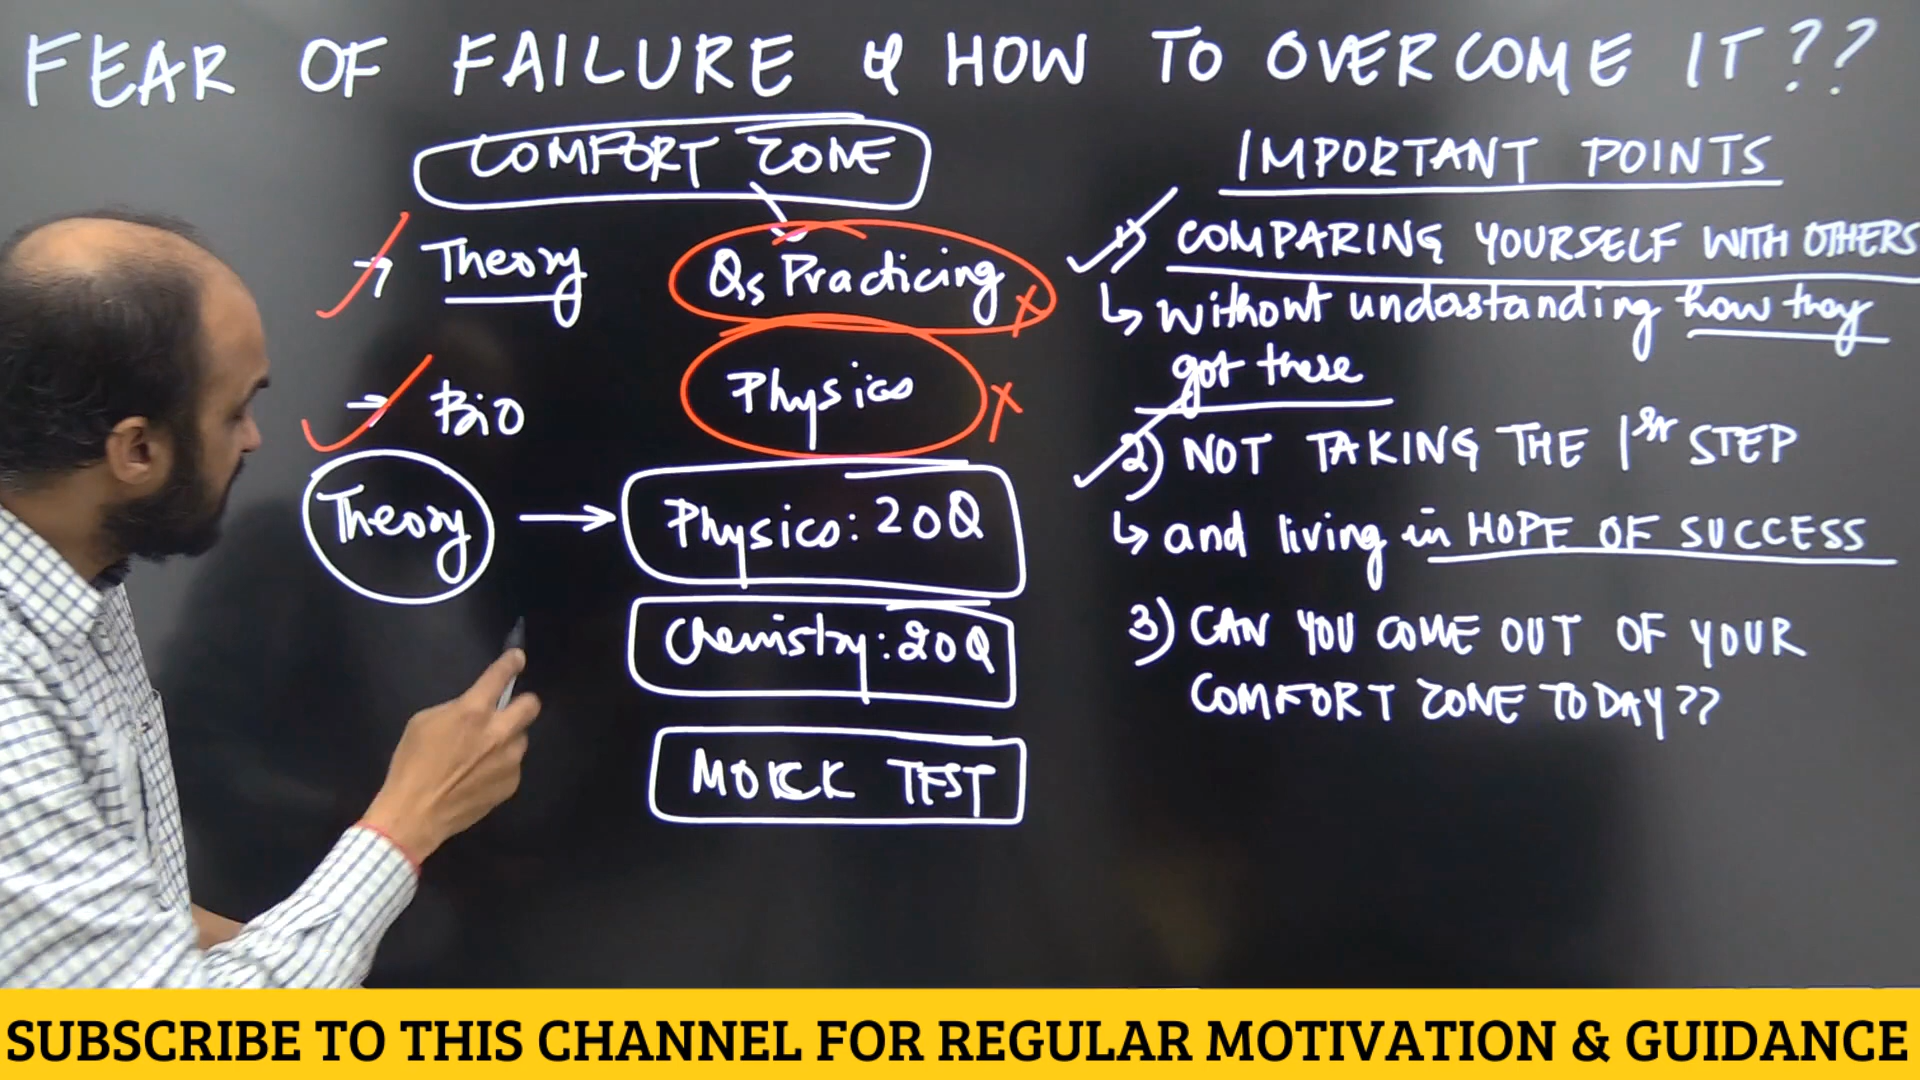 FEAR OF FAILURE & HOW TO OVERCOME IT??
COMFORT ZONE
→ Theory
Qs Practicing x
→ Bio
Physics x
Theory → Physics: 20Q
Chemistry: 20Q
MOCK TEST
IMPORTANT POINTS
1) COMPARING YOURSELF WITH OTHERS
↳ without understanding how they
got there
2) NOT TAKING THE 1st STEP
↳ and living in HOPE OF SUCCESS
3) CAN YOU COME OUT OF YOUR
COMFORT ZONE TODAY??
SUBSCRIBE TO THIS CHANNEL FOR REGULAR MOTIVATION & GUIDANCE